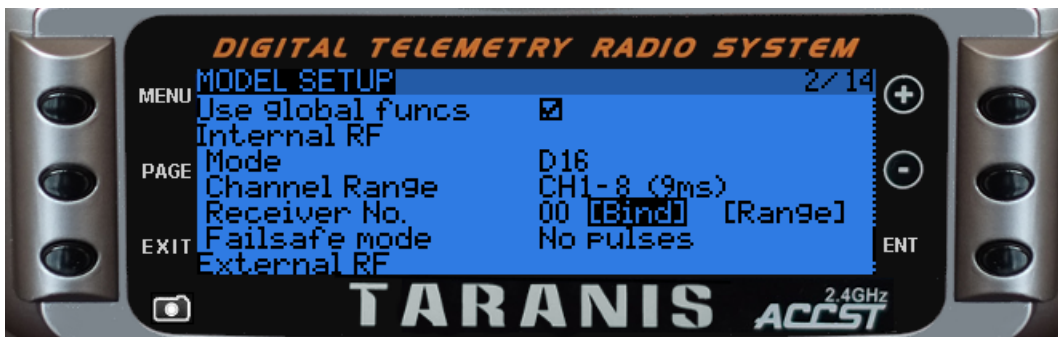 DIGITAL TELEMETRY RADIO SYSTEM
MODEL SETUP 2/14
MENU
Use global funcs
Internal RF
PAGE
Mode D16
Channel Range CH1-8 (9ms)
Receiver No. 00 [Bind] [Range]
EXIT
Failsafe mode No pulses
ENT
External RF
TARANIS
2.4GHz
ACCST